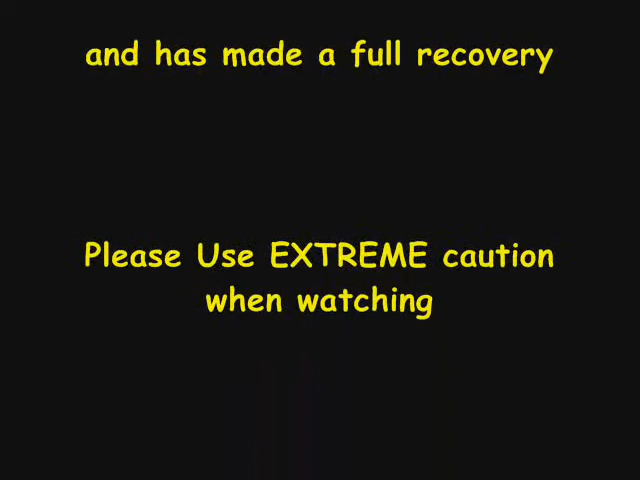 and has made a full recovery
Please Use EXTREME caution
when watching